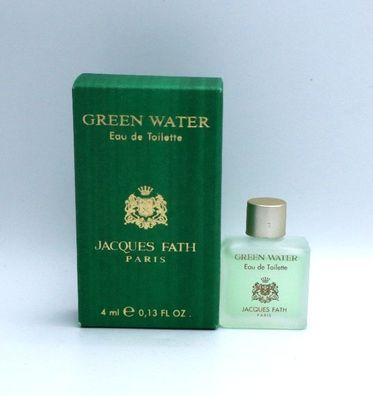 GREEN WATER
Eau de Toilette
JACQUES FATH
PARIS
4 ml e 0,13 FL OZ.
GREEN WATER
Eau de Toilette
JACQUES FATH
PARIS